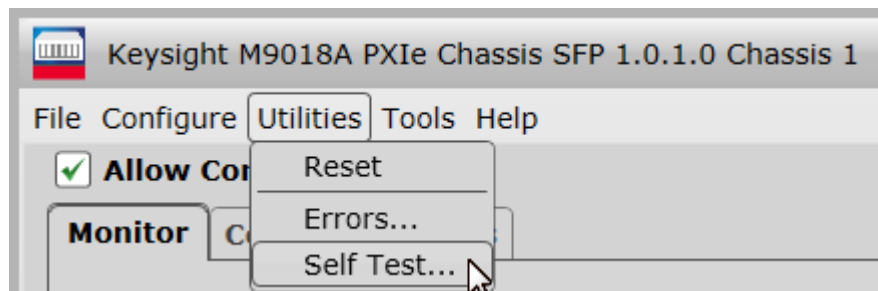 Keysight M9018A PXIe Chassis SFP 1.0.1.0 Chassis 1
File Configure Utilities Tools Help
Allow
Reset
Monitor
Errors...
Self Test...